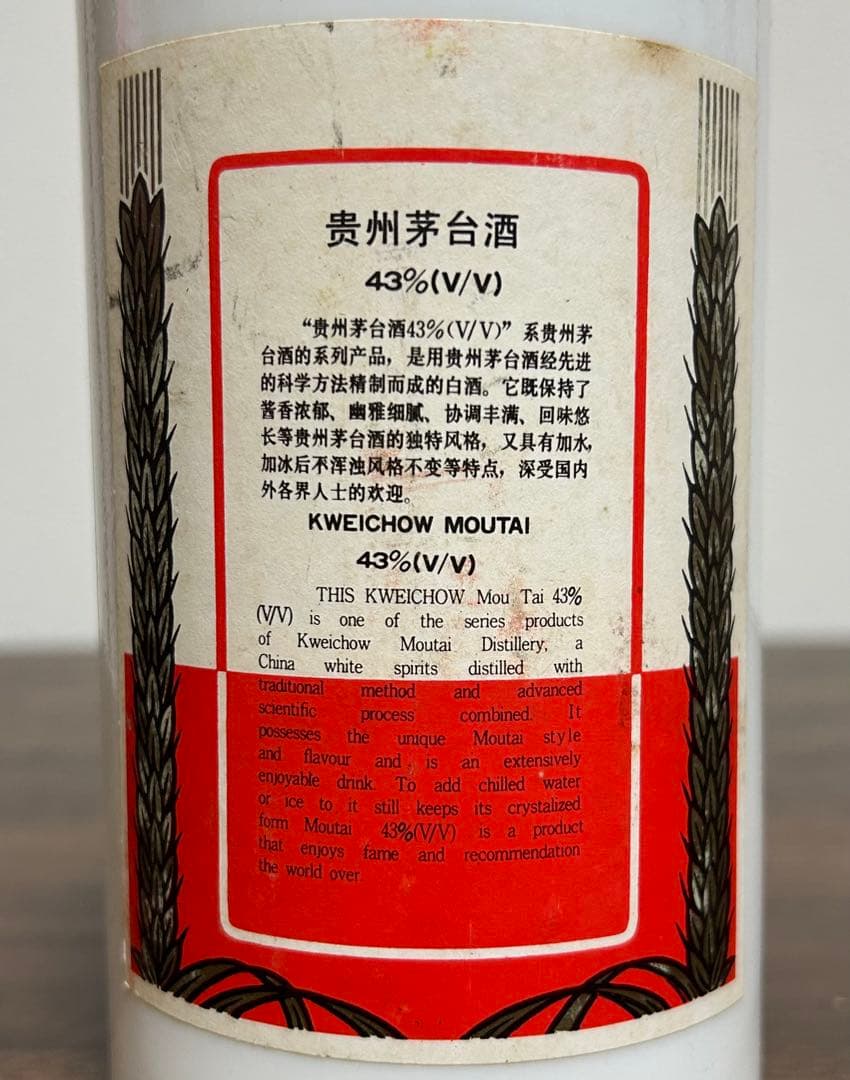 贵州茅台酒
43%(V/V)
“贵州茅台酒43%(V/V)”系贵州茅
台酒的系列产品，是用贵州茅台酒经先进
的科学方法精制而成的白酒。它既保持了
酱香浓郁、幽雅细腻、协调丰满、回味悠
长等贵州茅台酒的独特风格，又具有加水，
加冰后不浑浊风格不变等特点，深受国内
外各界人士的欢迎。
KWEICHOW MOUTAI
43%(V/V)
THIS KWEICHOW Mou Tai 43%
(V/V) is one of the series products
of Kweichow Moutai Distillery, a
China white spirits distilled with
traditional method and advanced
scientific process combined. It
possesses the unique Moutai style
and flavour and is an extensively
enjoyable drink. To add chilled water
or ice to it still keeps its crystalized
form Moutai 43%(V/V) is a product
that enjoys fame and recommendation
the world over